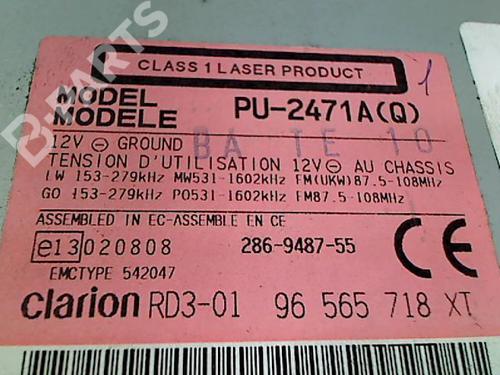 B-PARTS
CLASS 1 LASER PRODUCT
1
MODEL
MODELE
PU-2471A(Q)
12V ⎓ GROUND
BA TE 10
TENSION D'UTILISATION 12V ⎓ AU CHASSIS
LW 153-279kHz MW531-1602kHz FM(UKW)87.5-108MHz
GO 153-279kHz PO531-1602kHz FM87.5-108MHz
ASSEMBLED IN EC-ASSEMBLE EN CE
e13 020808
286-9487-55
CE
EMCTYPE 542047
clarion RD3-01 96 565 718 XT